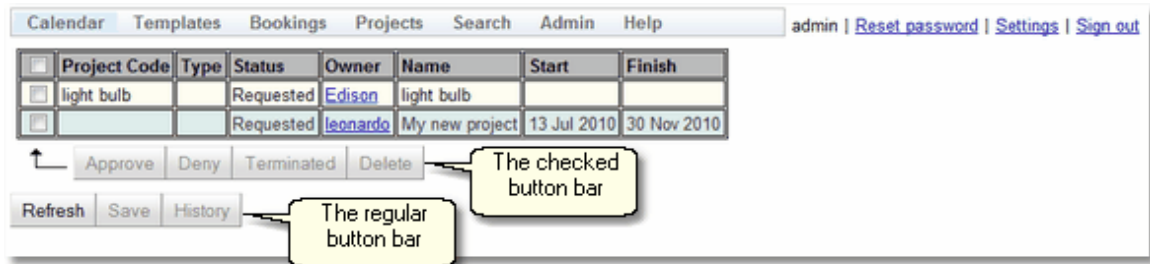 Calendar Templates Bookings Projects Search Admin Help admin | Reset password | Settings | Sign out
Project Code Type Status Owner Name Start Finish
light bulb Requested Edison light bulb
Requested leonardo My new project 13 Jul 2010 30 Nov 2010
Approve Deny Terminated Delete
The checked
button bar
Refresh Save History
The regular
button bar